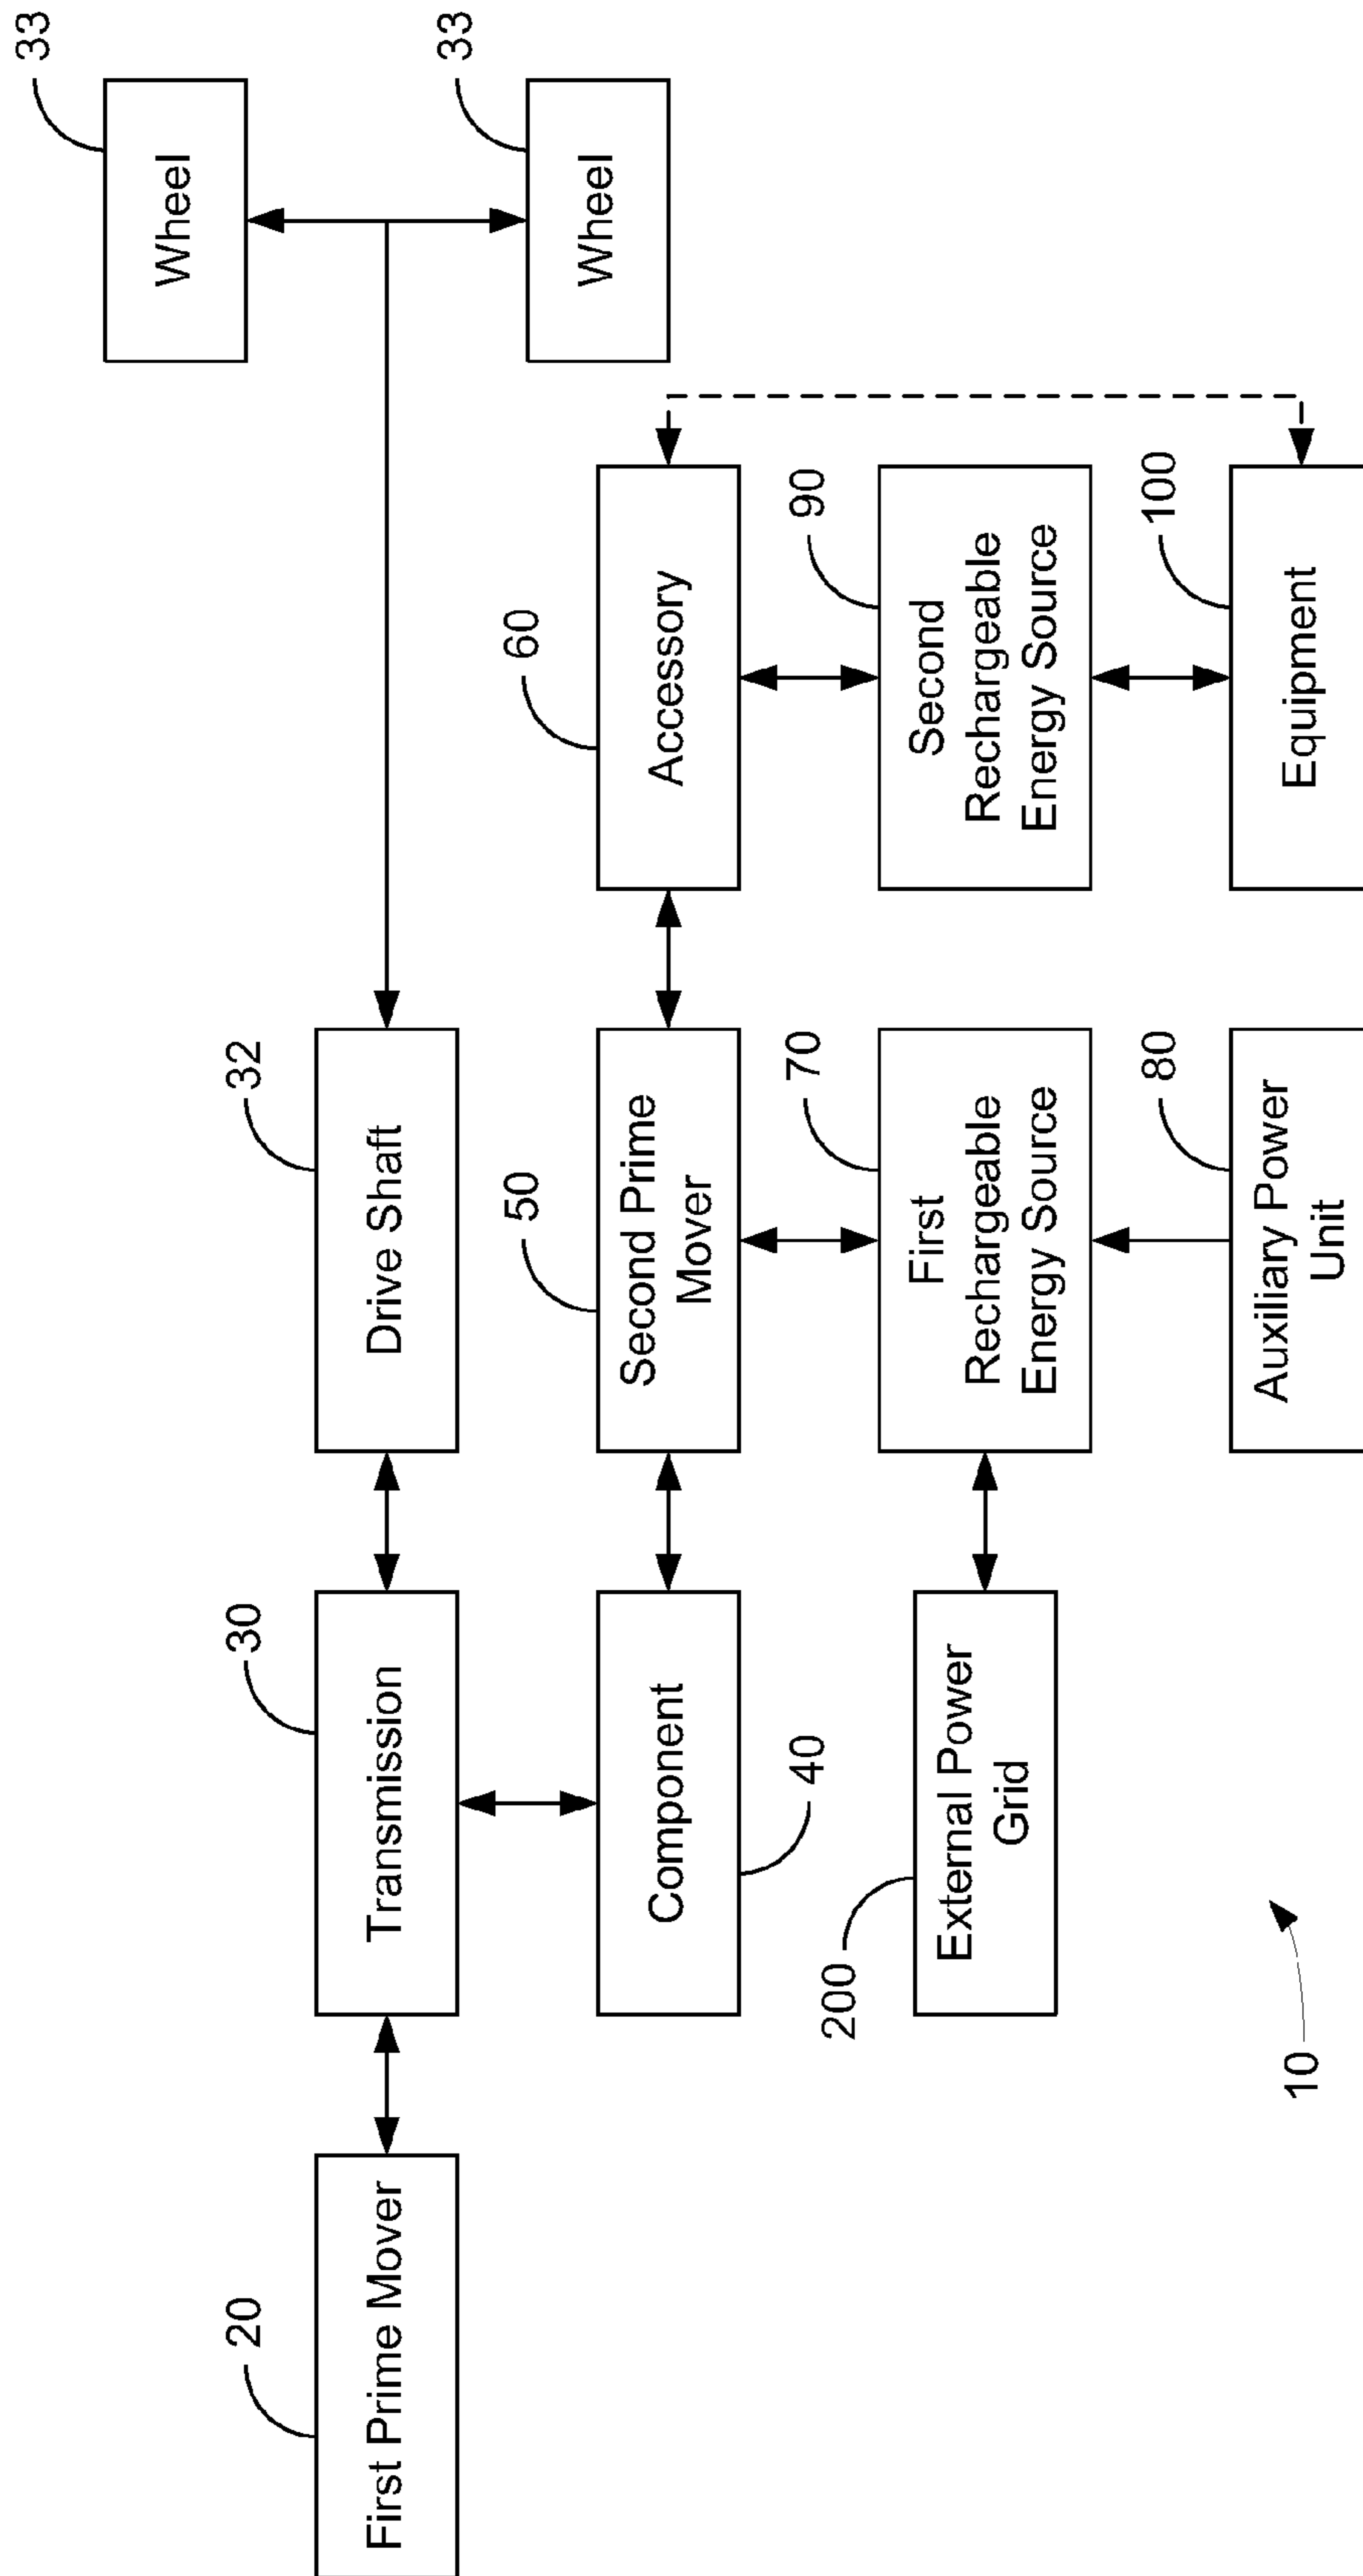 33
Wheel
33
Wheel
20
First Prime Mover
30
Transmission
32
Drive Shaft
40
Component
50
Second Prime
Mover
60
Accessory
200
External Power
Grid
70
First
Rechargeable
Energy Source
90
Second
Rechargeable
Energy Source
80
Auxiliary Power
Unit
100
Equipment
10